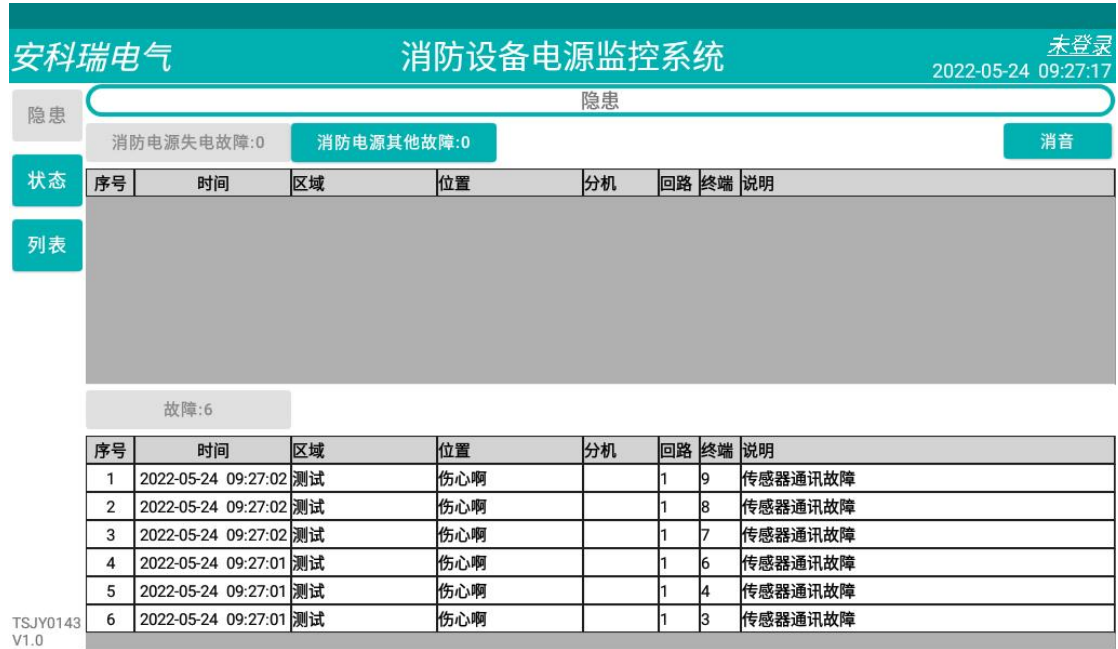 安科瑞电气
消防设备电源监控系统
未登录
2022-05-24 09:27:17
隐患
隐患
消防电源失电故障:0 消防电源其他故障:0 消音
状态
列表
序号 时间 区域 位置 分机 回路 终端 说明
故障:6
序号 时间 区域 位置 分机 回路 终端 说明
1 2022-05-24 09:27:02 测试 伤心啊 1 9 传感器通讯故障
2 2022-05-24 09:27:02 测试 伤心啊 1 8 传感器通讯故障
3 2022-05-24 09:27:02 测试 伤心啊 1 7 传感器通讯故障
4 2022-05-24 09:27:01 测试 伤心啊 1 6 传感器通讯故障
5 2022-05-24 09:27:01 测试 伤心啊 1 4 传感器通讯故障
6 2022-05-24 09:27:01 测试 伤心啊 1 3 传感器通讯故障
TSJY0143
V1.0